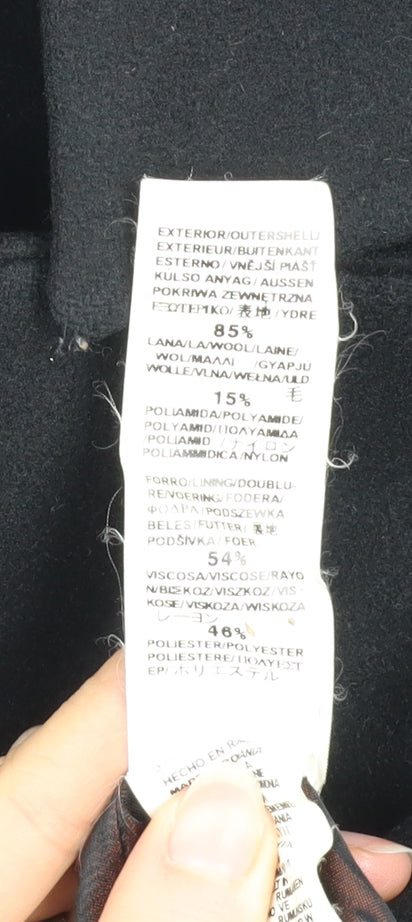 EXTERIOR/OUTERSHELL/
EXTERIEUR/BUITENKANT
ESTERNO/VNĚJŠÍ PLÁŠŤ
KULSO ANYAG/AUSSEN
POKRIWA ZEWNĘTRZNA
ΕΞΩΤΕΡΙΚΟ/表地/YDRE
85%
LANA/LA/WOOL/LAINE/
WOL/ΜΑΛΛΙ /GYAPJU
WOLLE/VLNA/WEŁNA/ULD
毛
15%
POLIAMIDA/POLYAMIDE/
POLYAMID/ΠΟΛΥΑΜΙΔΑ
/POLIAMID /ナイロン
POLIAMMIDICA/NYLON
FORRO/LINING/DOUBLU-
RE/VOERING/FODERA/
ΦΟΔΡΑ/PODSZEWKA
BELES/FUTTER/ 裏地
PODŠÍVKA/FOER
54%
VISCOSA/VISCOSE/RAYO
N/BLEKOZ/VISZKOZ/VIS-
KOSE/VISKOZA/WISKOZA
レーヨン
46%
POLIESTER/POLYESTER
POLIESTERE/ΠΟΛΥΕΣΤ
ΕΡ/ポリエステル
HECHO EN